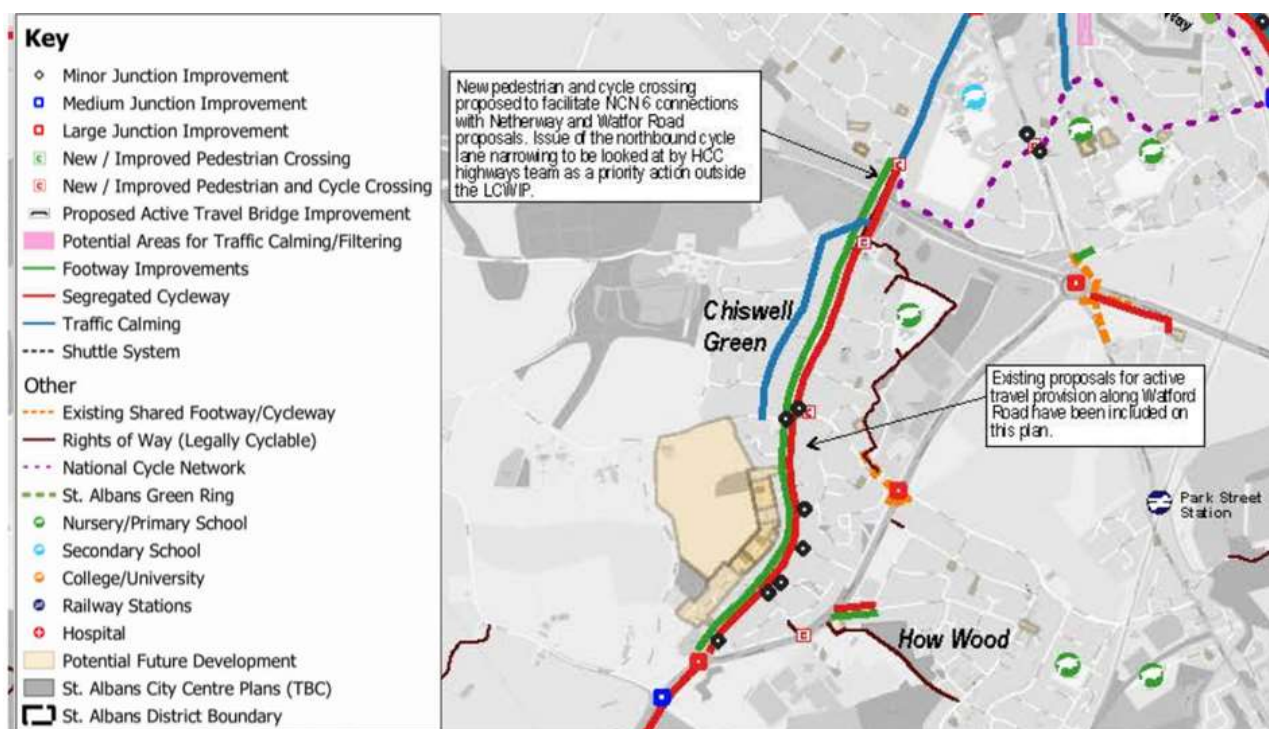 Key
Minor Junction Improvement
Medium Junction Improvement
Large Junction Improvement
New / Improved Pedestrian Crossing
New / Improved Pedestrian and Cycle Crossing
Proposed Active Travel Bridge Improvement
Potential Areas for Traffic Calming/Filtering
Footway Improvements
Segregated Cycleway
Traffic Calming
Shuttle System
Other
Existing Shared Footway/Cycleway
Rights of Way (Legally Cyclable)
National Cycle Network
St. Albans Green Ring
Nursery/Primary School
Secondary School
College/University
Railway Stations
Hospital
Potential Future Development
St. Albans City Centre Plans (TBC)
St. Albans District Boundary
New pedestrian and cycle crossing
proposed to facilitate NCN 6 connections
with Netherway and Watfor Road
proposals. Issue of the northbound cycle
lane narrowing to be looked at by HCC
highways team as a priority action outside
the LCWIP.
Chiswell
Green
Existing proposals for active
travel provision along Watford
Road have been included on
this plan.
Park Street
Station
How Wood